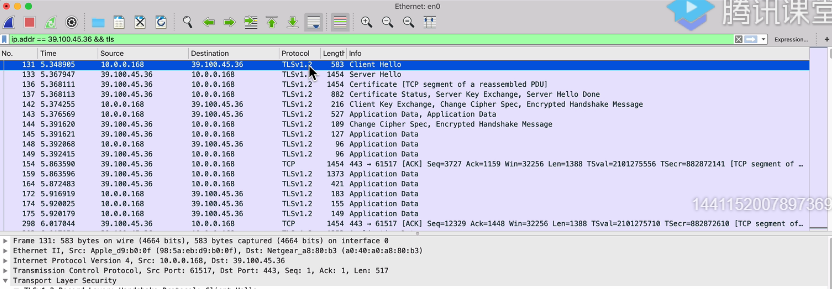 Ethernet: en0
腾讯课堂
ip.addr == 39.100.45.36 && tls
Expression…
+
No. Time Source Destination Protocol Length Info
131 5.348905 10.0.0.168 39.100.45.36 TLSv1.2 583 Client Hello
133 5.367947 39.100.45.36 10.0.0.168 TLSv1.2 1454 Server Hello
136 5.368111 39.100.45.36 10.0.0.168 TLSv1.2 1454 Certificate [TCP segment of a reassembled PDU]
137 5.368113 39.100.45.36 10.0.0.168 TLSv1.2 882 Certificate Status, Server Key Exchange, Server Hello Done
142 5.374255 10.0.0.168 39.100.45.36 TLSv1.2 216 Client Key Exchange, Change Cipher Spec, Encrypted Handshake Message
143 5.376569 10.0.0.168 39.100.45.36 TLSv1.2 527 Application Data, Application Data
144 5.391620 39.100.45.36 10.0.0.168 TLSv1.2 109 Change Cipher Spec, Encrypted Handshake Message
145 5.391621 39.100.45.36 10.0.0.168 TLSv1.2 127 Application Data
148 5.392068 10.0.0.168 39.100.45.36 TLSv1.2 96 Application Data
149 5.392415 39.100.45.36 10.0.0.168 TLSv1.2 96 Application Data
154 5.863590 39.100.45.36 10.0.0.168 TCP 1454 443 → 61517 [ACK] Seq=3727 Ack=1159 Win=32256 Len=1388 TSval=2101275556 TSecr=882872141 [TCP segment of …
159 5.863596 39.100.45.36 10.0.0.168 TLSv1.2 1373 Application Data
164 5.872483 39.100.45.36 10.0.0.168 TLSv1.2 421 Application Data
172 5.916919 10.0.0.168 39.100.45.36 TLSv1.2 183 Application Data
174 5.920025 10.0.0.168 39.100.45.36 TLSv1.2 155 Application Data
175 5.920179 10.0.0.168 39.100.45.36 TLSv1.2 149 Application Data
298 6.017044 39.100.45.36 10.0.0.168 TCP 1454 443 → 61517 [ACK] Seq=12329 Ack=1448 Win=32256 Len=1388 TSval=2101275710 TSecr=882872610 [TCP segment of …
1441152007897369
Frame 131: 583 bytes on wire (4664 bits), 583 bytes captured (4664 bits) on interface 0
Ethernet II, Src: Apple_d9:b0:0f (98:5a:eb:d9:b0:0f), Dst: Netgear_a8:80:b3 (a0:40:a0:a8:80:b3)
Internet Protocol Version 4, Src: 10.0.0.168, Dst: 39.100.45.36
Transmission Control Protocol, Src Port: 61517, Dst Port: 443, Seq: 1, Ack: 1, Len: 517
Transport Layer Security